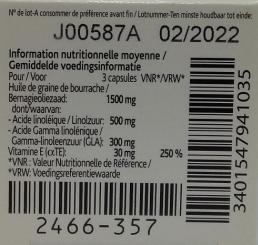 N° de lot-A consommer de préférence avant fin / Lotnummer-Ten minste houdbaar tot einde:
J00587A 02/2022
Information nutritionnelle moyenne /
Gemiddelde voedingsinformatie
Pour / Voor 3 capsules VNR*/VRW*
Huile de graine de bourrache /
Bernagieoliezaad: 1500 mg
dont/waarvan:
- Acide linoléique / Linolzuur: 500 mg
- Acide Gamma linolénique /
Gamma-linoleenzuur (GLA): 300 mg
Vitamine E (αTE): 30 mg 250 %
*VNR : Valeur Nutritionnelle de Référence /
*VRW: Voedingsreferentiewaarde
2466-357
3401547941035